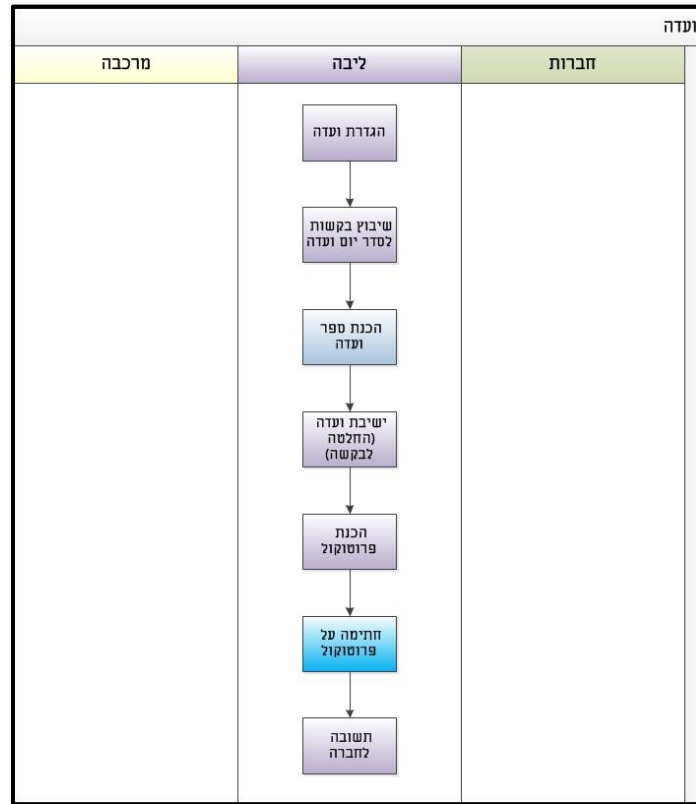 ועדה
חברות
ליבה
מרכבה
הגדרת ועדה
שיבוץ בקשות
לסדר יום ועדה
הכנת ספר
ועדה
ישיבת ועדה
(החלטה
לבקשה)
הכנת
פרוטוקול
חתימה על
פרוטוקול
תשובה
לחברה